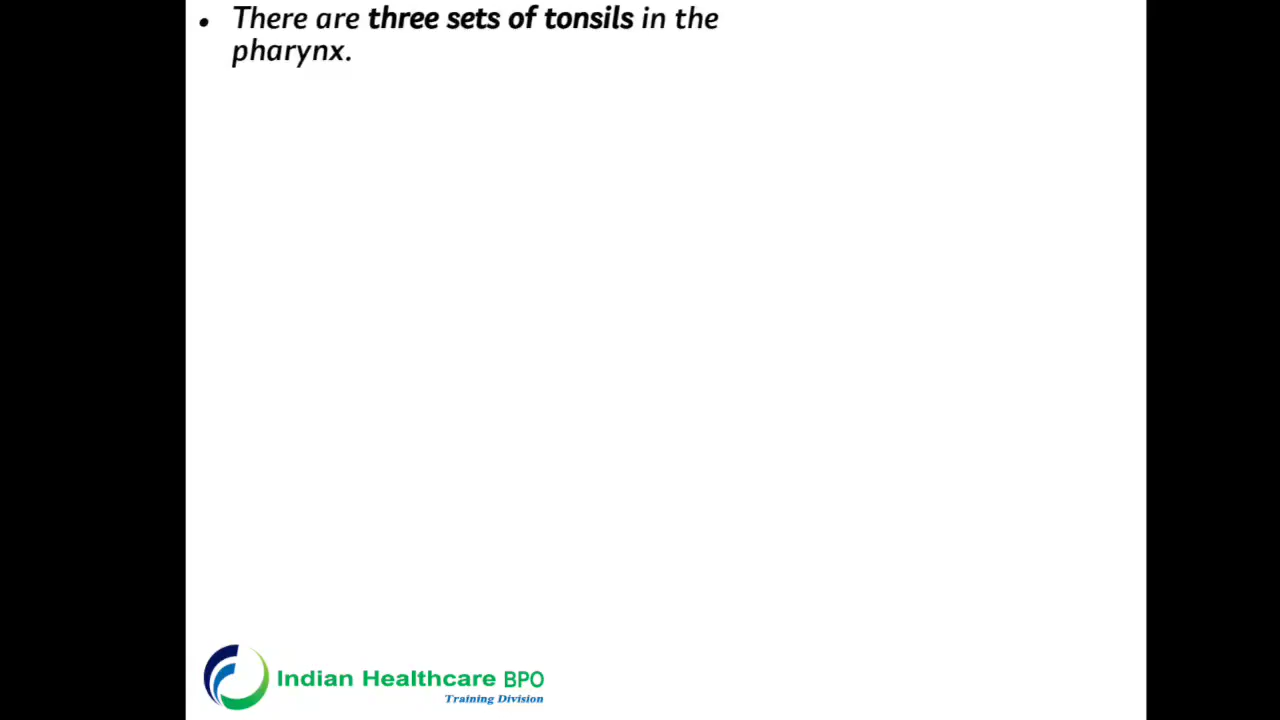 • There are three sets of tonsils in the
pharynx.
Indian Healthcare BPO
Training Division